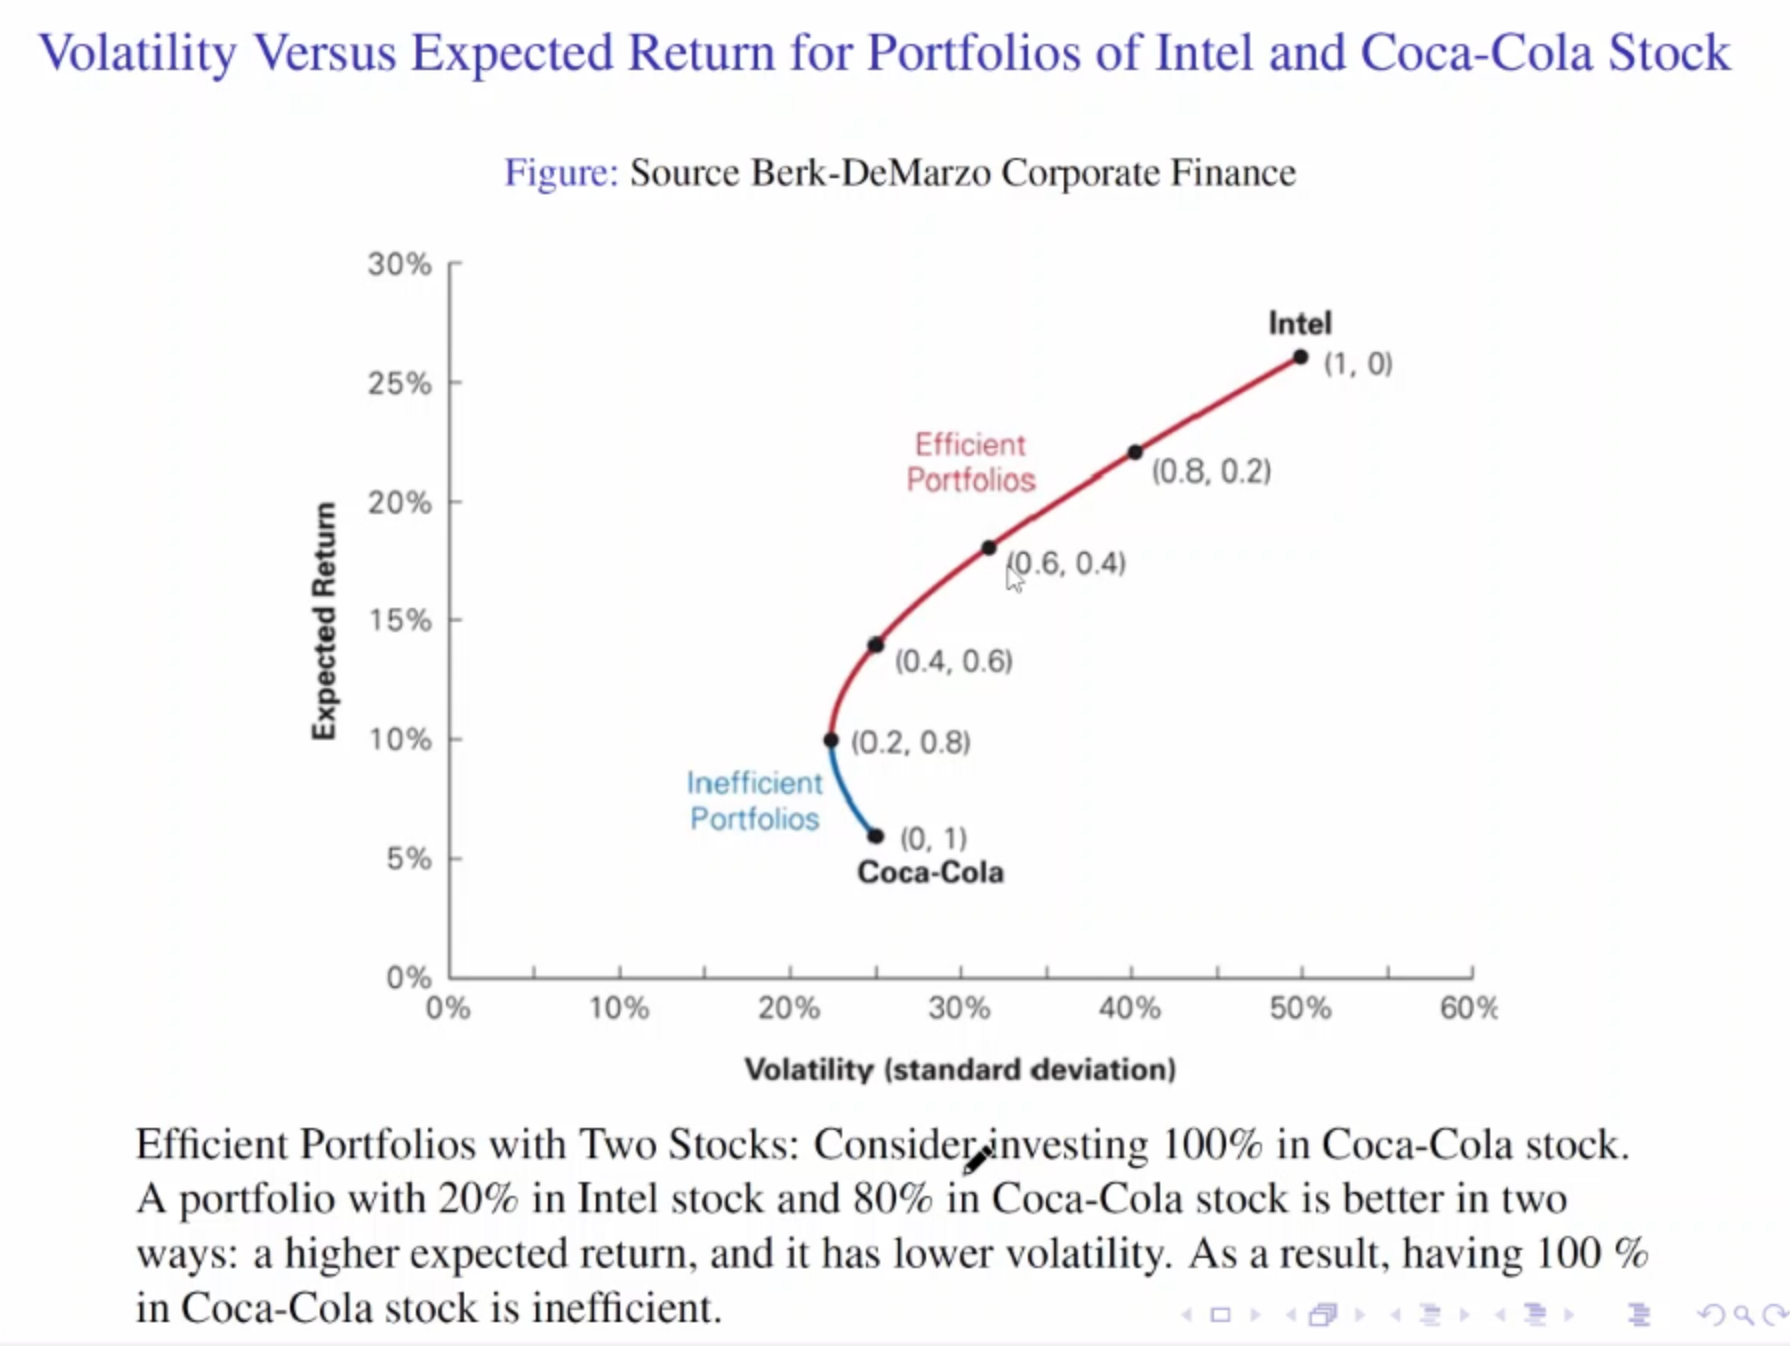 Volatility Versus Expected Return for Portfolios of Intel and Coca-Cola Stock
Figure: Source Berk-DeMarzo Corporate Finance
30%
25%
20%
15%
10%
5%
0%
Expected Return
Intel
(1, 0)
Efficient
Portfolios
(0.8, 0.2)
(0.6, 0.4)
(0.4, 0.6)
(0.2, 0.8)
Inefficient
Portfolios
(0, 1)
Coca-Cola
0%
10%
20%
30%
40%
50%
60%
Volatility (standard deviation)
Efficient Portfolios with Two Stocks: Consider investing 100% in Coca-Cola stock.
A portfolio with 20% in Intel stock and 80% in Coca-Cola stock is better in two
ways: a higher expected return, and it has lower volatility. As a result, having 100 %
in Coca-Cola stock is inefficient.